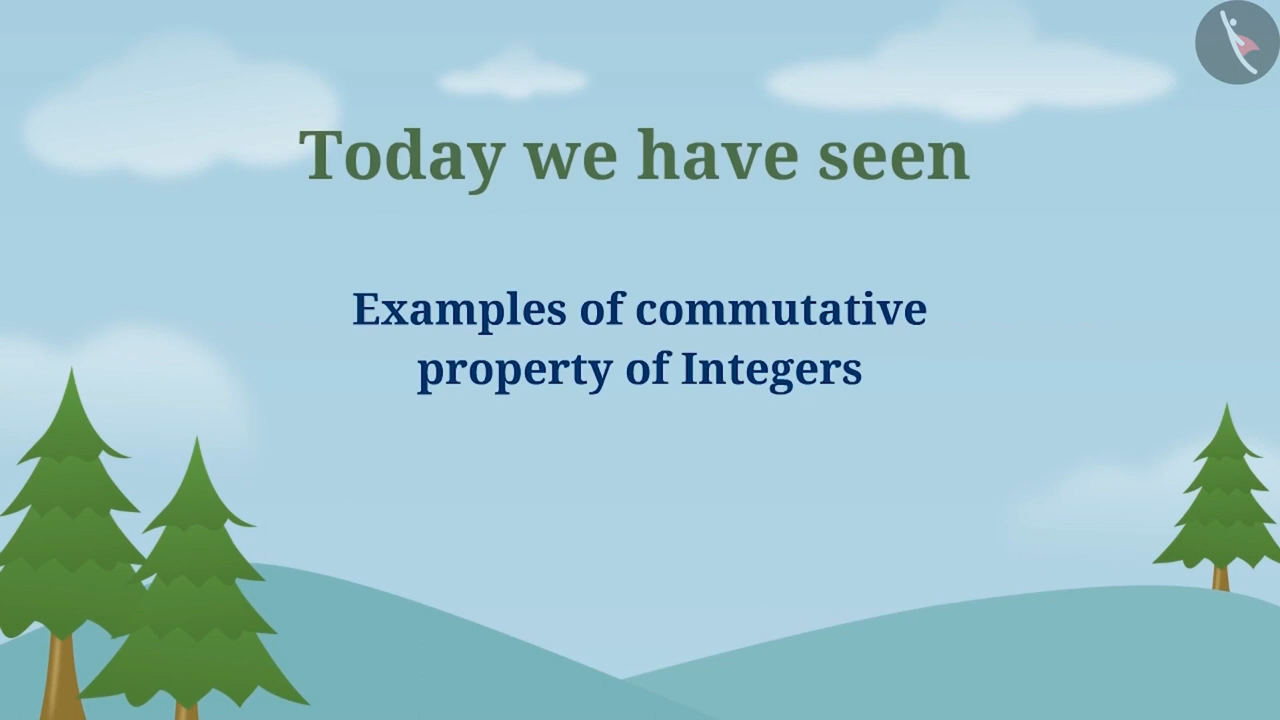 Today we have seen
Examples of commutative
property of Integers